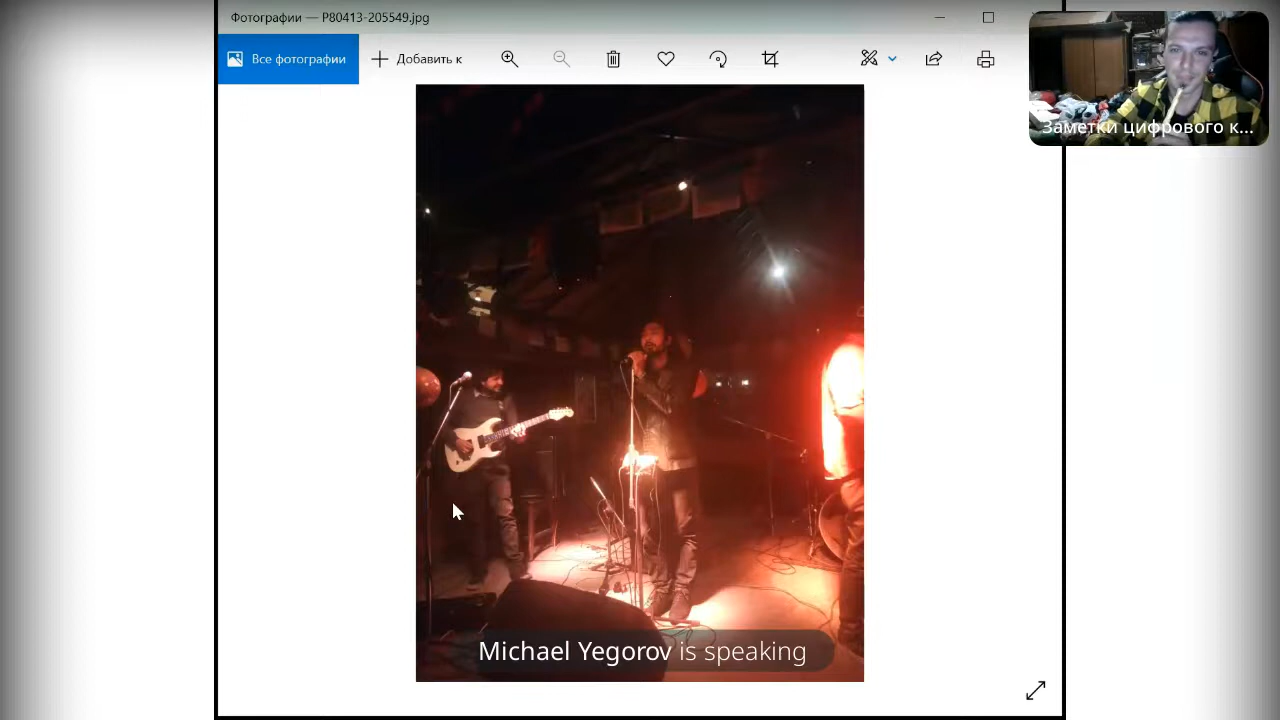 Фотографии — P80413-205549.jpg
Все фотографии
Добавить к
Заметки цифрового к...
Michael Yegorov is speaking